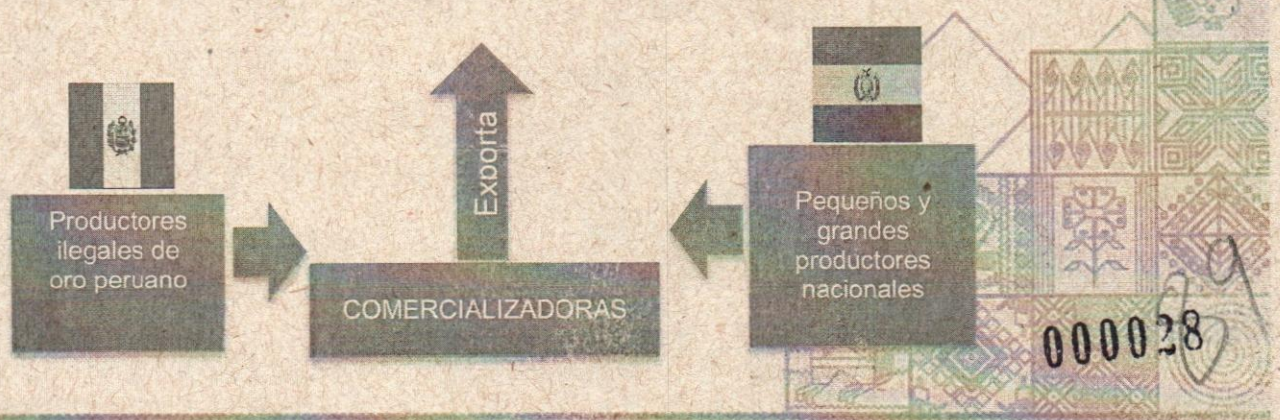 Productores
ilegales de
oro peruano
Exporta
COMERCIALIZADORAS
Pequeños y
grandes
productores
nacionales
000028